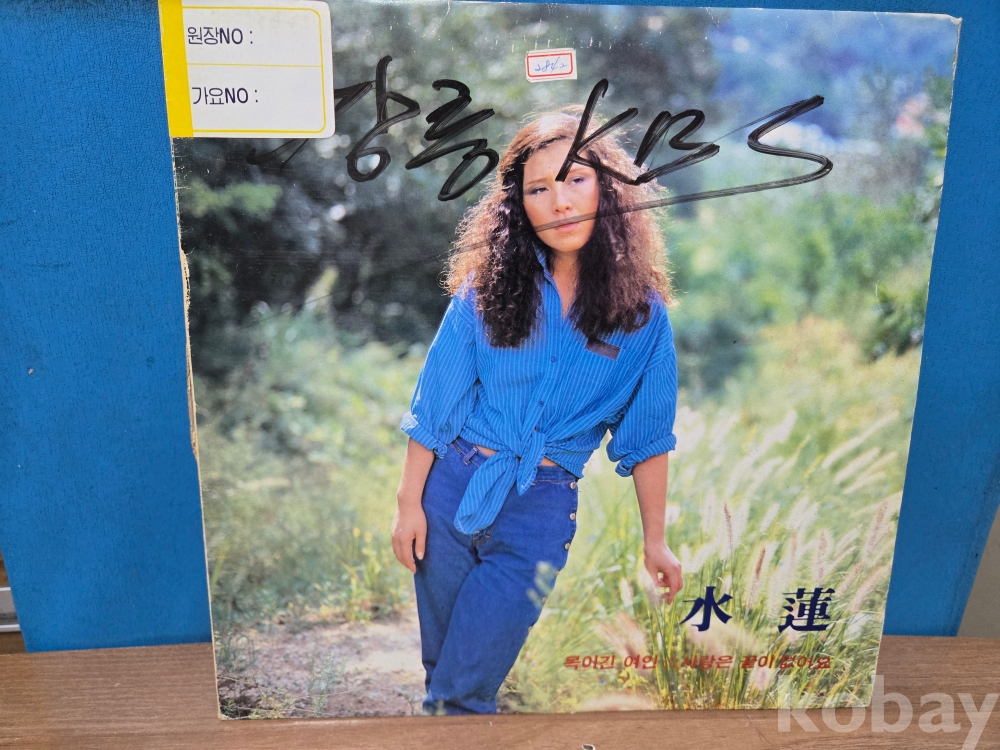 원장NO :
가요NO :
강릉 KBS
水 蓮
목이긴 여인 / 사랑은 끝이 없어요
kobay